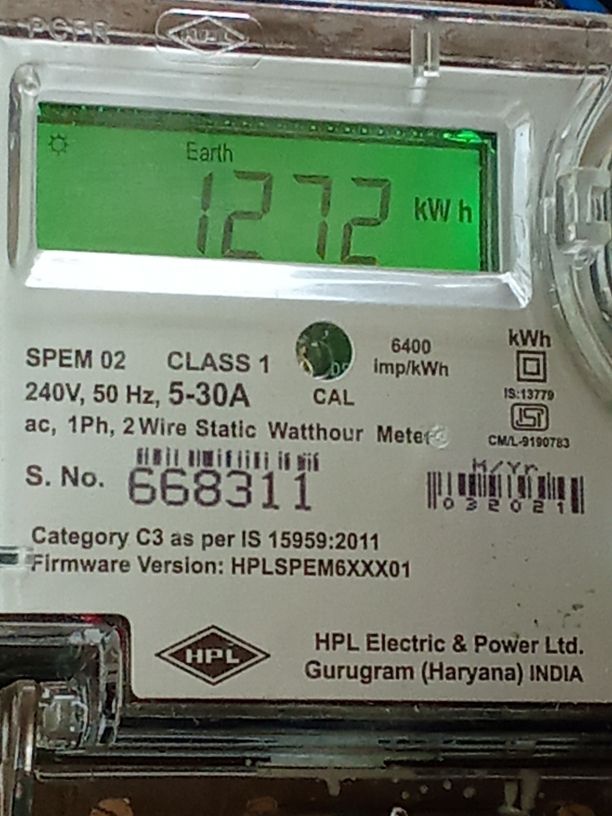 HPL
Earth
1272 kWh
SPEM 02 CLASS 1
6400
imp/kWh
kWh
240V, 50 Hz, 5-30A
CAL
IS:13779
ISI
CM/L-9190783
ac, 1Ph, 2 Wire Static Watthour Meter
S. No. 668311
M/Yr
032021
Category C3 as per IS 15959:2011
Firmware Version: HPLSPEM6XXX01
HPL
HPL Electric & Power Ltd.
Gurugram (Haryana) INDIA